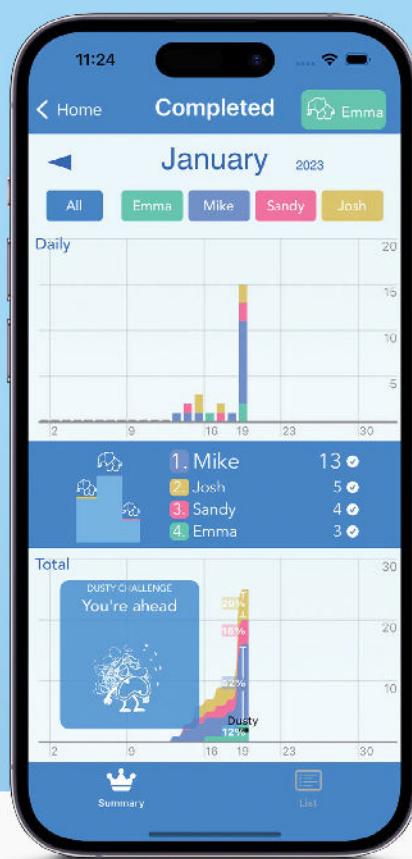 11:24
Home Completed Emma
January 2023
All Emma Mike Sandy Josh
Daily
20
15
10
5
2 9 16 19 23 30
1. Mike 13
2. Josh 5
3. Sandy 4
4. Emma 3
Total
30
DUSTY CHALLENGE
You're ahead
20%
20
16%
52%
10
Dusty
12%
2 9 16 19 23 30
Summary List